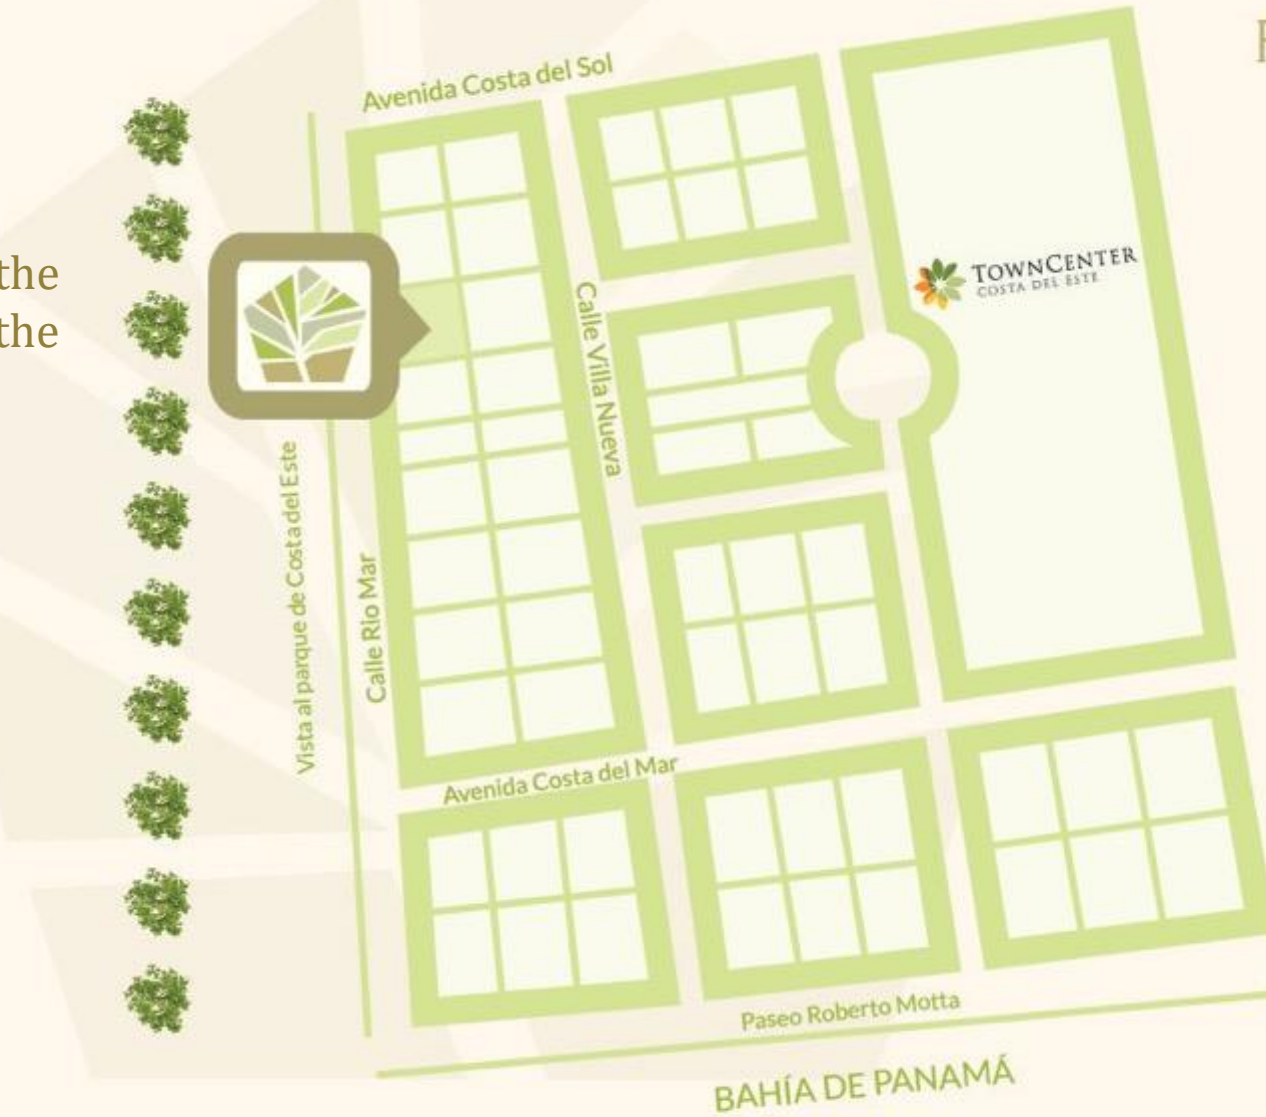 Avenida Costa del Sol
the
the
TOWNCENTER
COSTA DEL ESTE
Calle Villa Nueva
Vista al parque de Costa del Este
Calle RIo Mar
Avenida Costa del Mar
Paseo Roberto Motta
BAHÍA DE PANAMÁ